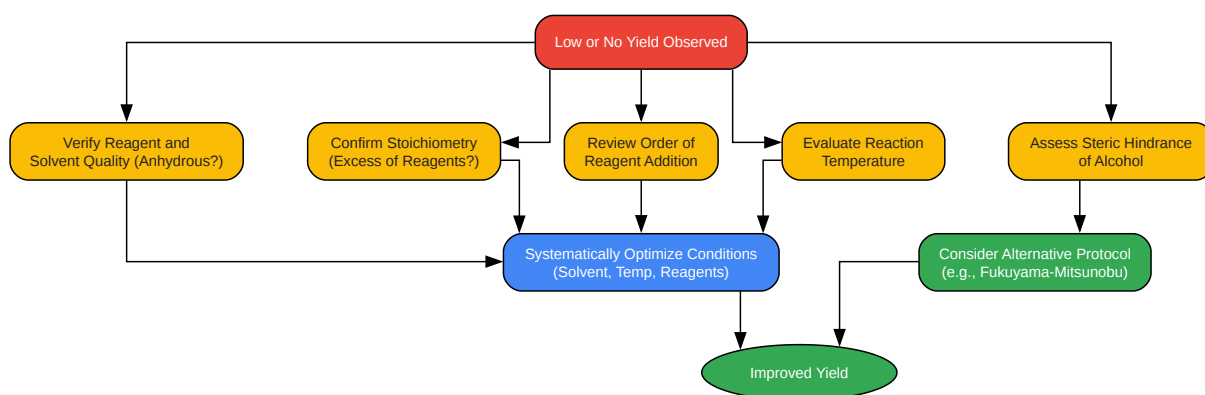 Low or No Yield Observed
Verify Reagent and
Solvent Quality (Anhydrous?)
Confirm Stoichiometry
(Excess of Reagents?)
Review Order of
Reagent Addition
Evaluate Reaction
Temperature
Assess Steric Hindrance
of Alcohol
Systematically Optimize Conditions
(Solvent, Temp, Reagents)
Consider Alternative Protocol
(e.g., Fukuyama-Mitsunobu)
Improved Yield